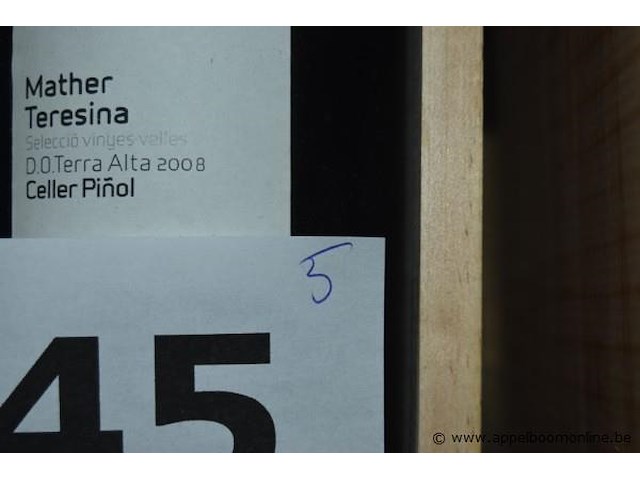 Mather
Teresina
Selecció vinyes velles
D.O.Terra Alta 2008
Celler Piñol
5
45
© www.appelboomonline.be